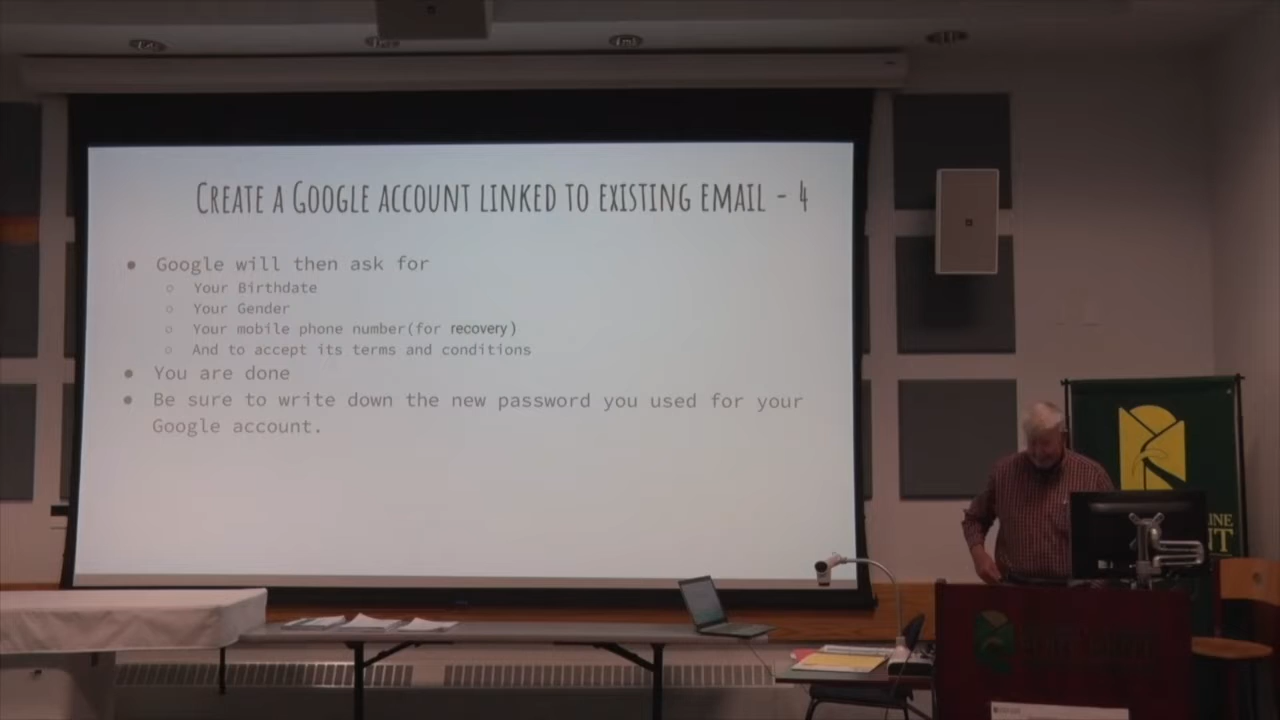 CREATE A GOOGLE ACCOUNT LINKED TO EXISTING EMAIL - 4
● Google will then ask for
○ Your Birthdate
○ Your Gender
○ Your mobile phone number(for recovery)
○ And to accept its terms and conditions
● You are done
● Be sure to write down the new password you used for your
Google account.
INE
NT